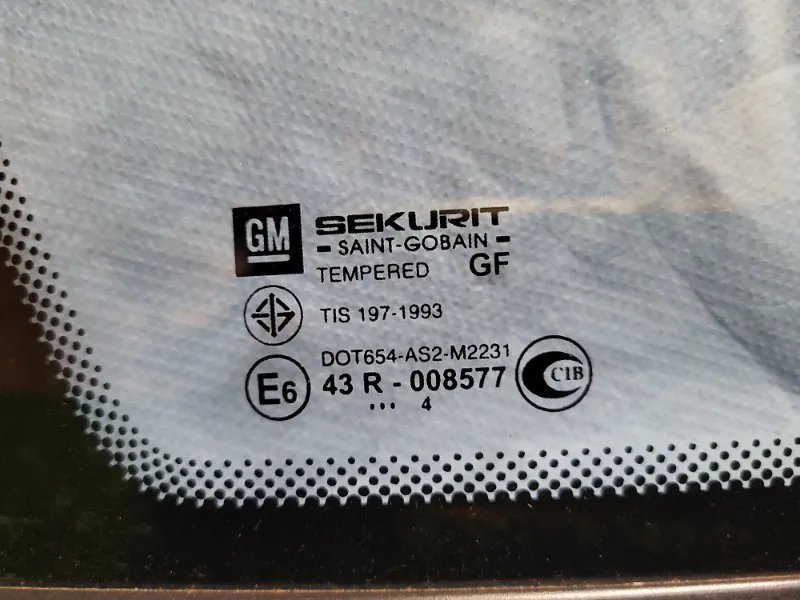 GM SEKURIT
SAINT-GOBAIN
TEMPERED GF
TIS 197-1993
DOT654-AS2-M2231
E6 43 R - 008577 CIB
... 4